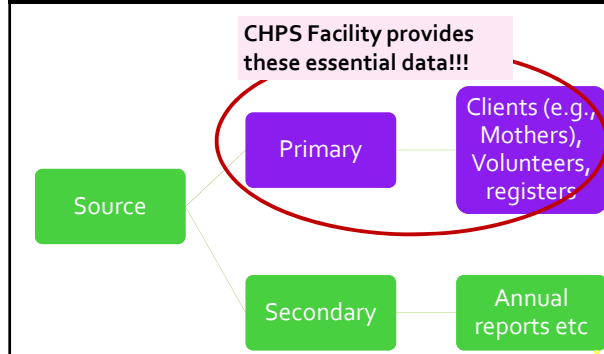 CHPS Facility provides
these essential data!!!
Clients (e.g.,
Mothers),
Volunteers,
registers
Primary
Source
Secondary
Annual
reports etc